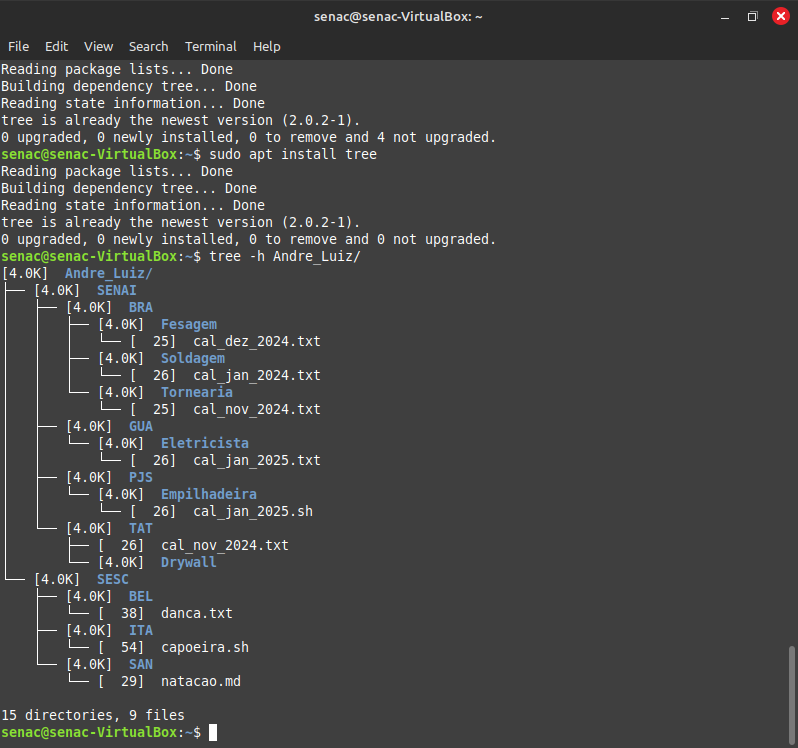 senac@senac-VirtualBox: ~
File Edit View Search Terminal Help
Reading package lists... Done
Building dependency tree... Done
Reading state information... Done
tree is already the newest version (2.0.2-1).
0 upgraded, 0 newly installed, 0 to remove and 4 not upgraded.
senac@senac-VirtualBox:~$ sudo apt install tree
Reading package lists... Done
Building dependency tree... Done
Reading state information... Done
tree is already the newest version (2.0.2-1).
0 upgraded, 0 newly installed, 0 to remove and 0 not upgraded.
senac@senac-VirtualBox:~$ tree -h Andre_Luiz/
[4.0K]  Andre_Luiz/
├── [4.0K]  SENAI
│   ├── [4.0K]  BRA
│   │   ├── [4.0K]  Fesagem
│   │   │   └── [  25]  cal_dez_2024.txt
│   │   ├── [4.0K]  Soldagem
│   │   │   └── [  26]  cal_jan_2024.txt
│   │   └── [4.0K]  Tornearia
│   │       └── [  25]  cal_nov_2024.txt
│   ├── [4.0K]  GUA
│   │   └── [4.0K]  Eletricista
│   │       └── [  26]  cal_jan_2025.txt
│   ├── [4.0K]  PJS
│   │   └── [4.0K]  Empilhadeira
│   │       └── [  26]  cal_jan_2025.sh
│   └── [4.0K]  TAT
│       ├── [  26]  cal_nov_2024.txt
│       └── [4.0K]  Drywall
└── [4.0K]  SESC
    ├── [4.0K]  BEL
    │   └── [  38]  danca.txt
    ├── [4.0K]  ITA
    │   └── [  54]  capoeira.sh
    └── [4.0K]  SAN
        └── [  29]  natacao.md
15 directories, 9 files
senac@senac-VirtualBox:~$